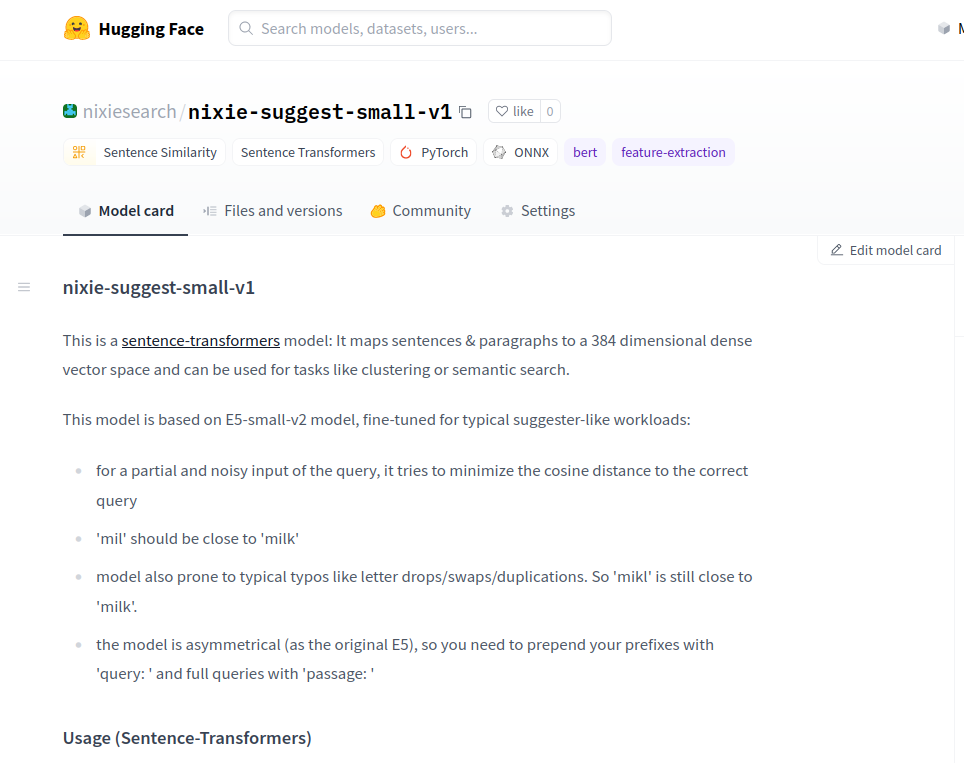 Hugging Face
Search models, datasets, users...
nixiesearch/nixie-suggest-small-v1
like 0
Sentence Similarity Sentence Transformers PyTorch ONNX bert feature-extraction
Model card Files and versions Community Settings
Edit model card
nixie-suggest-small-v1
This is a sentence-transformers model: It maps sentences & paragraphs to a 384 dimensional dense
vector space and can be used for tasks like clustering or semantic search.
This model is based on E5-small-v2 model, fine-tuned for typical suggester-like workloads:
for a partial and noisy input of the query, it tries to minimize the cosine distance to the correct
query
'mil' should be close to 'milk'
model also prone to typical typos like letter drops/swaps/duplications. So 'mikl' is still close to
'milk'.
the model is asymmetrical (as the original E5), so you need to prepend your prefixes with
'query: ' and full queries with 'passage: '
Usage (Sentence-Transformers)